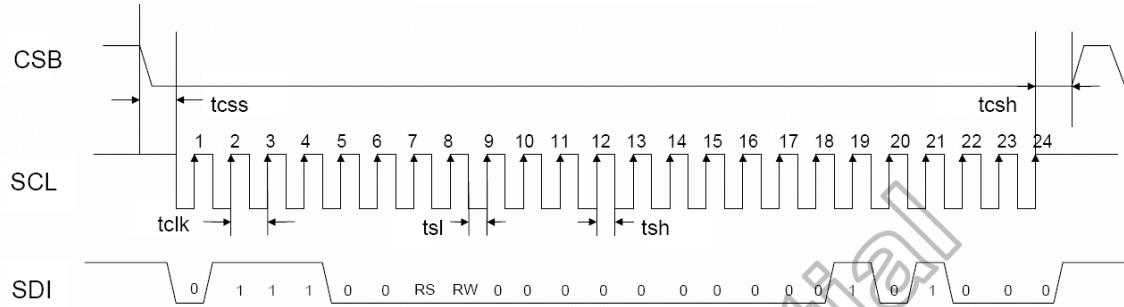 CSB
tcss tcsh
1 2 3 4 5 6 7 8 9 10 11 12 13 14 15 16 17 18 19 20 21 22 23 24
SCL
tclk tsl tsh
SDI 0 1 1 1 0 0 RS RW 0 0 0 0 0 0 0 0 0 0 1 0 1 0 0 0